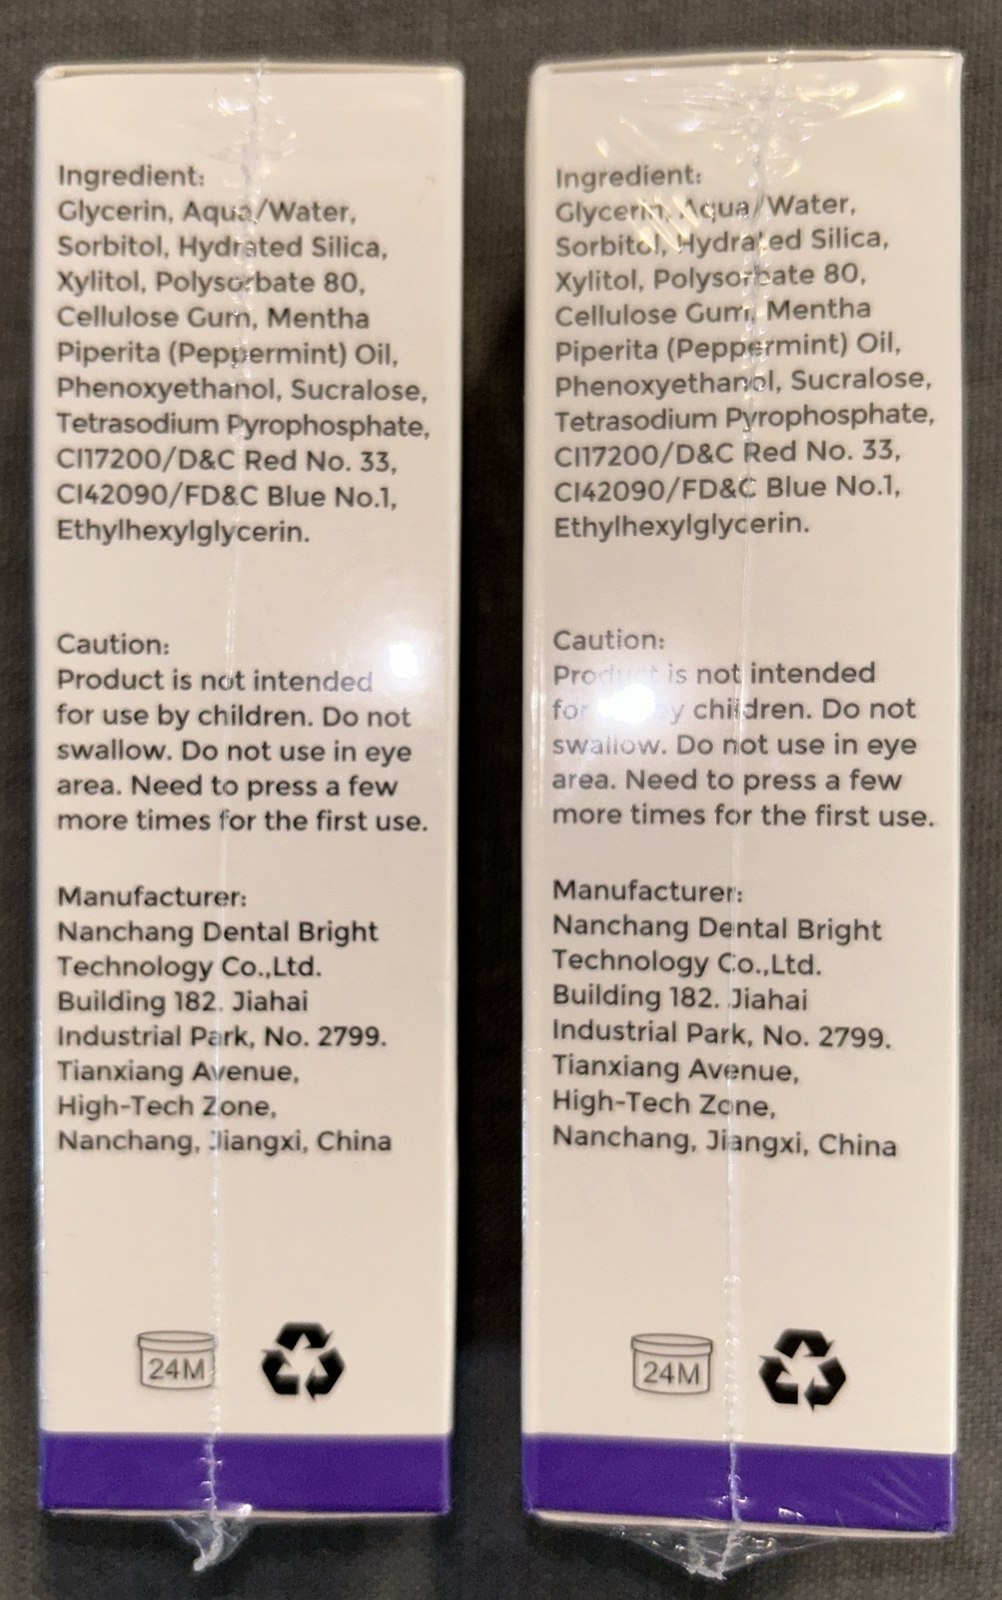 Ingredient:
Glycerin, Aqua/Water,
Sorbitol, Hydrated Silica,
Xylitol, Polysorbate 80,
Cellulose Gum, Mentha
Piperita (Peppermint) Oil,
Phenoxyethanol, Sucralose,
Tetrasodium Pyrophosphate,
CI17200/D&C Red No. 33,
CI42090/FD&C Blue No.1,
Ethylhexylglycerin.
Caution:
Product is not intended
for use by children. Do not
swallow. Do not use in eye
area. Need to press a few
more times for the first use.
Manufacturer:
Nanchang Dental Bright
Technology Co.,Ltd.
Building 182. Jiahai
Industrial Park, No. 2799.
Tianxiang Avenue,
High-Tech Zone,
Nanchang, Jiangxi, China
24M
Ingredient:
Glycerin, Aqua/Water,
Sorbitol, Hydrated Silica,
Xylitol, Polysorbate 80,
Cellulose Gum, Mentha
Piperita (Peppermint) Oil,
Phenoxyethanol, Sucralose,
Tetrasodium Pyrophosphate,
CI17200/D&C Red No. 33,
CI42090/FD&C Blue No.1,
Ethylhexylglycerin.
Caution:
Product is not intended
for by children. Do not
swallow. Do not use in eye
area. Need to press a few
more times for the first use.
Manufacturer:
Nanchang Dental Bright
Technology Co.,Ltd.
Building 182. Jiahai
Industrial Park, No. 2799.
Tianxiang Avenue,
High-Tech Zone,
Nanchang, Jiangxi, China
24M